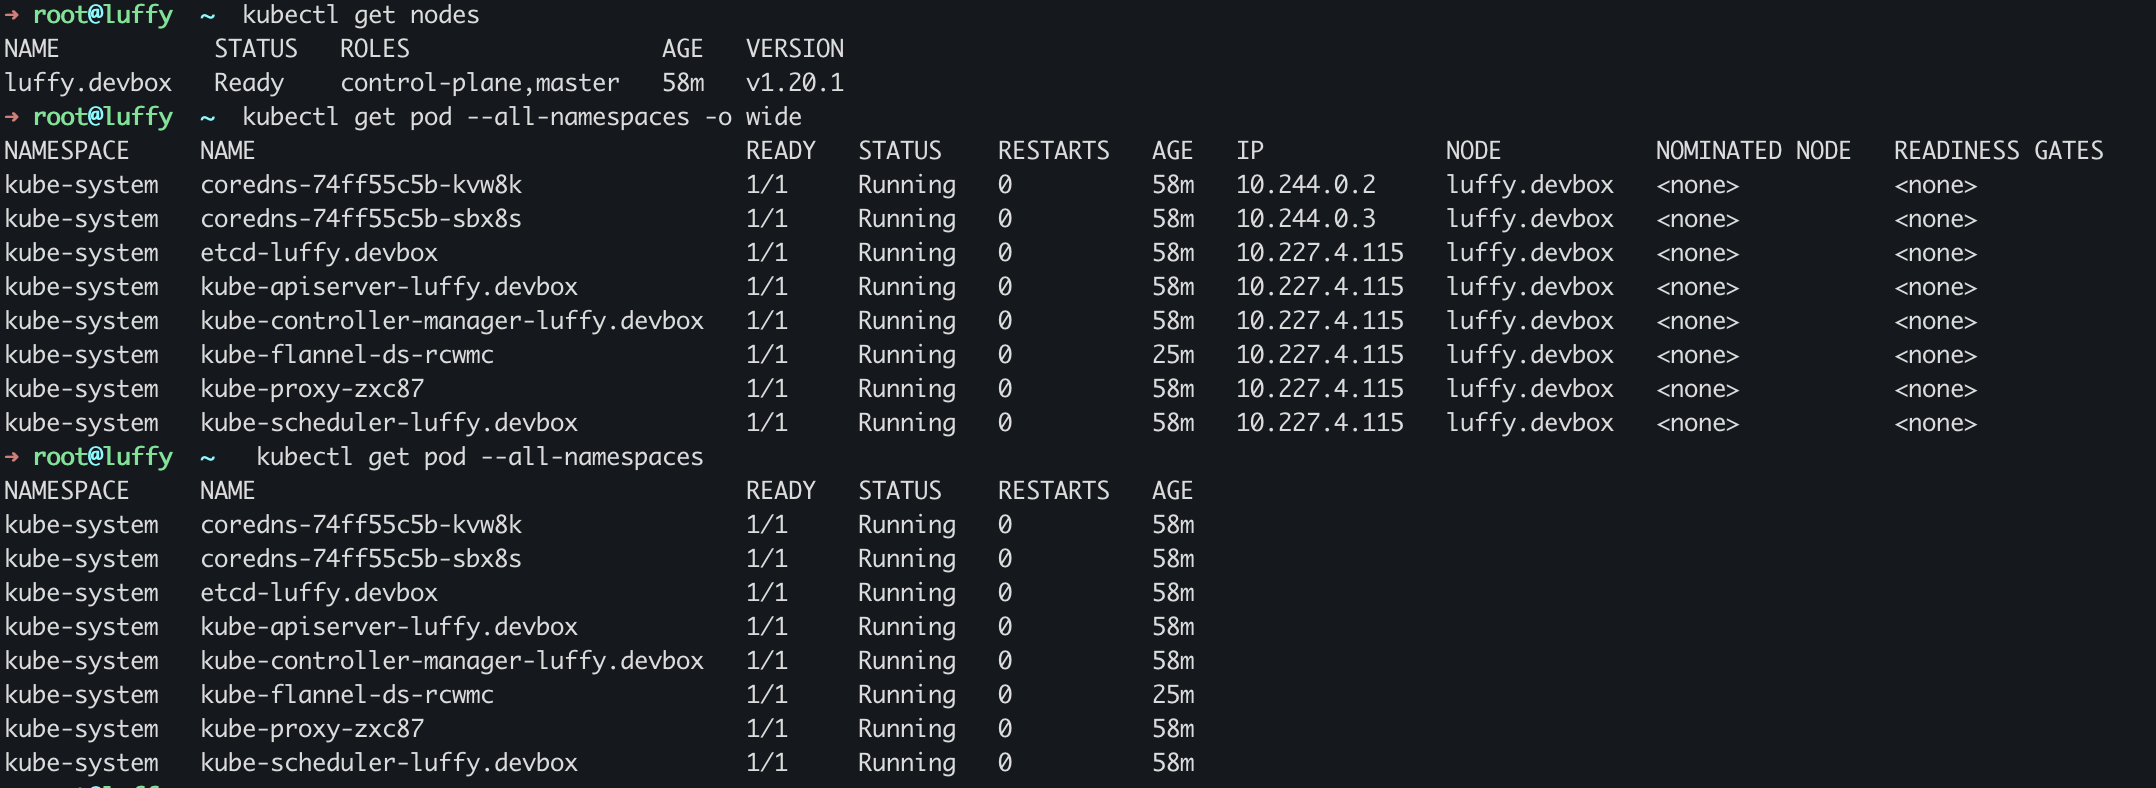 ➜ root@luffy ~ kubectl get nodes
NAME STATUS ROLES AGE VERSION
luffy.devbox Ready control-plane,master 58m v1.20.1
➜ root@luffy ~ kubectl get pod --all-namespaces -o wide
NAMESPACE NAME READY STATUS RESTARTS AGE IP NODE NOMINATED NODE READINESS GATES
kube-system coredns-74ff55c5b-kvw8k 1/1 Running 0 58m 10.244.0.2 luffy.devbox <none> <none>
kube-system coredns-74ff55c5b-sbx8s 1/1 Running 0 58m 10.244.0.3 luffy.devbox <none> <none>
kube-system etcd-luffy.devbox 1/1 Running 0 58m 10.227.4.115 luffy.devbox <none> <none>
kube-system kube-apiserver-luffy.devbox 1/1 Running 0 58m 10.227.4.115 luffy.devbox <none> <none>
kube-system kube-controller-manager-luffy.devbox 1/1 Running 0 58m 10.227.4.115 luffy.devbox <none> <none>
kube-system kube-flannel-ds-rcwmc 1/1 Running 0 25m 10.227.4.115 luffy.devbox <none> <none>
kube-system kube-proxy-zxc87 1/1 Running 0 58m 10.227.4.115 luffy.devbox <none> <none>
kube-system kube-scheduler-luffy.devbox 1/1 Running 0 58m 10.227.4.115 luffy.devbox <none> <none>
➜ root@luffy ~ kubectl get pod --all-namespaces
NAMESPACE NAME READY STATUS RESTARTS AGE
kube-system coredns-74ff55c5b-kvw8k 1/1 Running 0 58m
kube-system coredns-74ff55c5b-sbx8s 1/1 Running 0 58m
kube-system etcd-luffy.devbox 1/1 Running 0 58m
kube-system kube-apiserver-luffy.devbox 1/1 Running 0 58m
kube-system kube-controller-manager-luffy.devbox 1/1 Running 0 58m
kube-system kube-flannel-ds-rcwmc 1/1 Running 0 25m
kube-system kube-proxy-zxc87 1/1 Running 0 58m
kube-system kube-scheduler-luffy.devbox 1/1 Running 0 58m